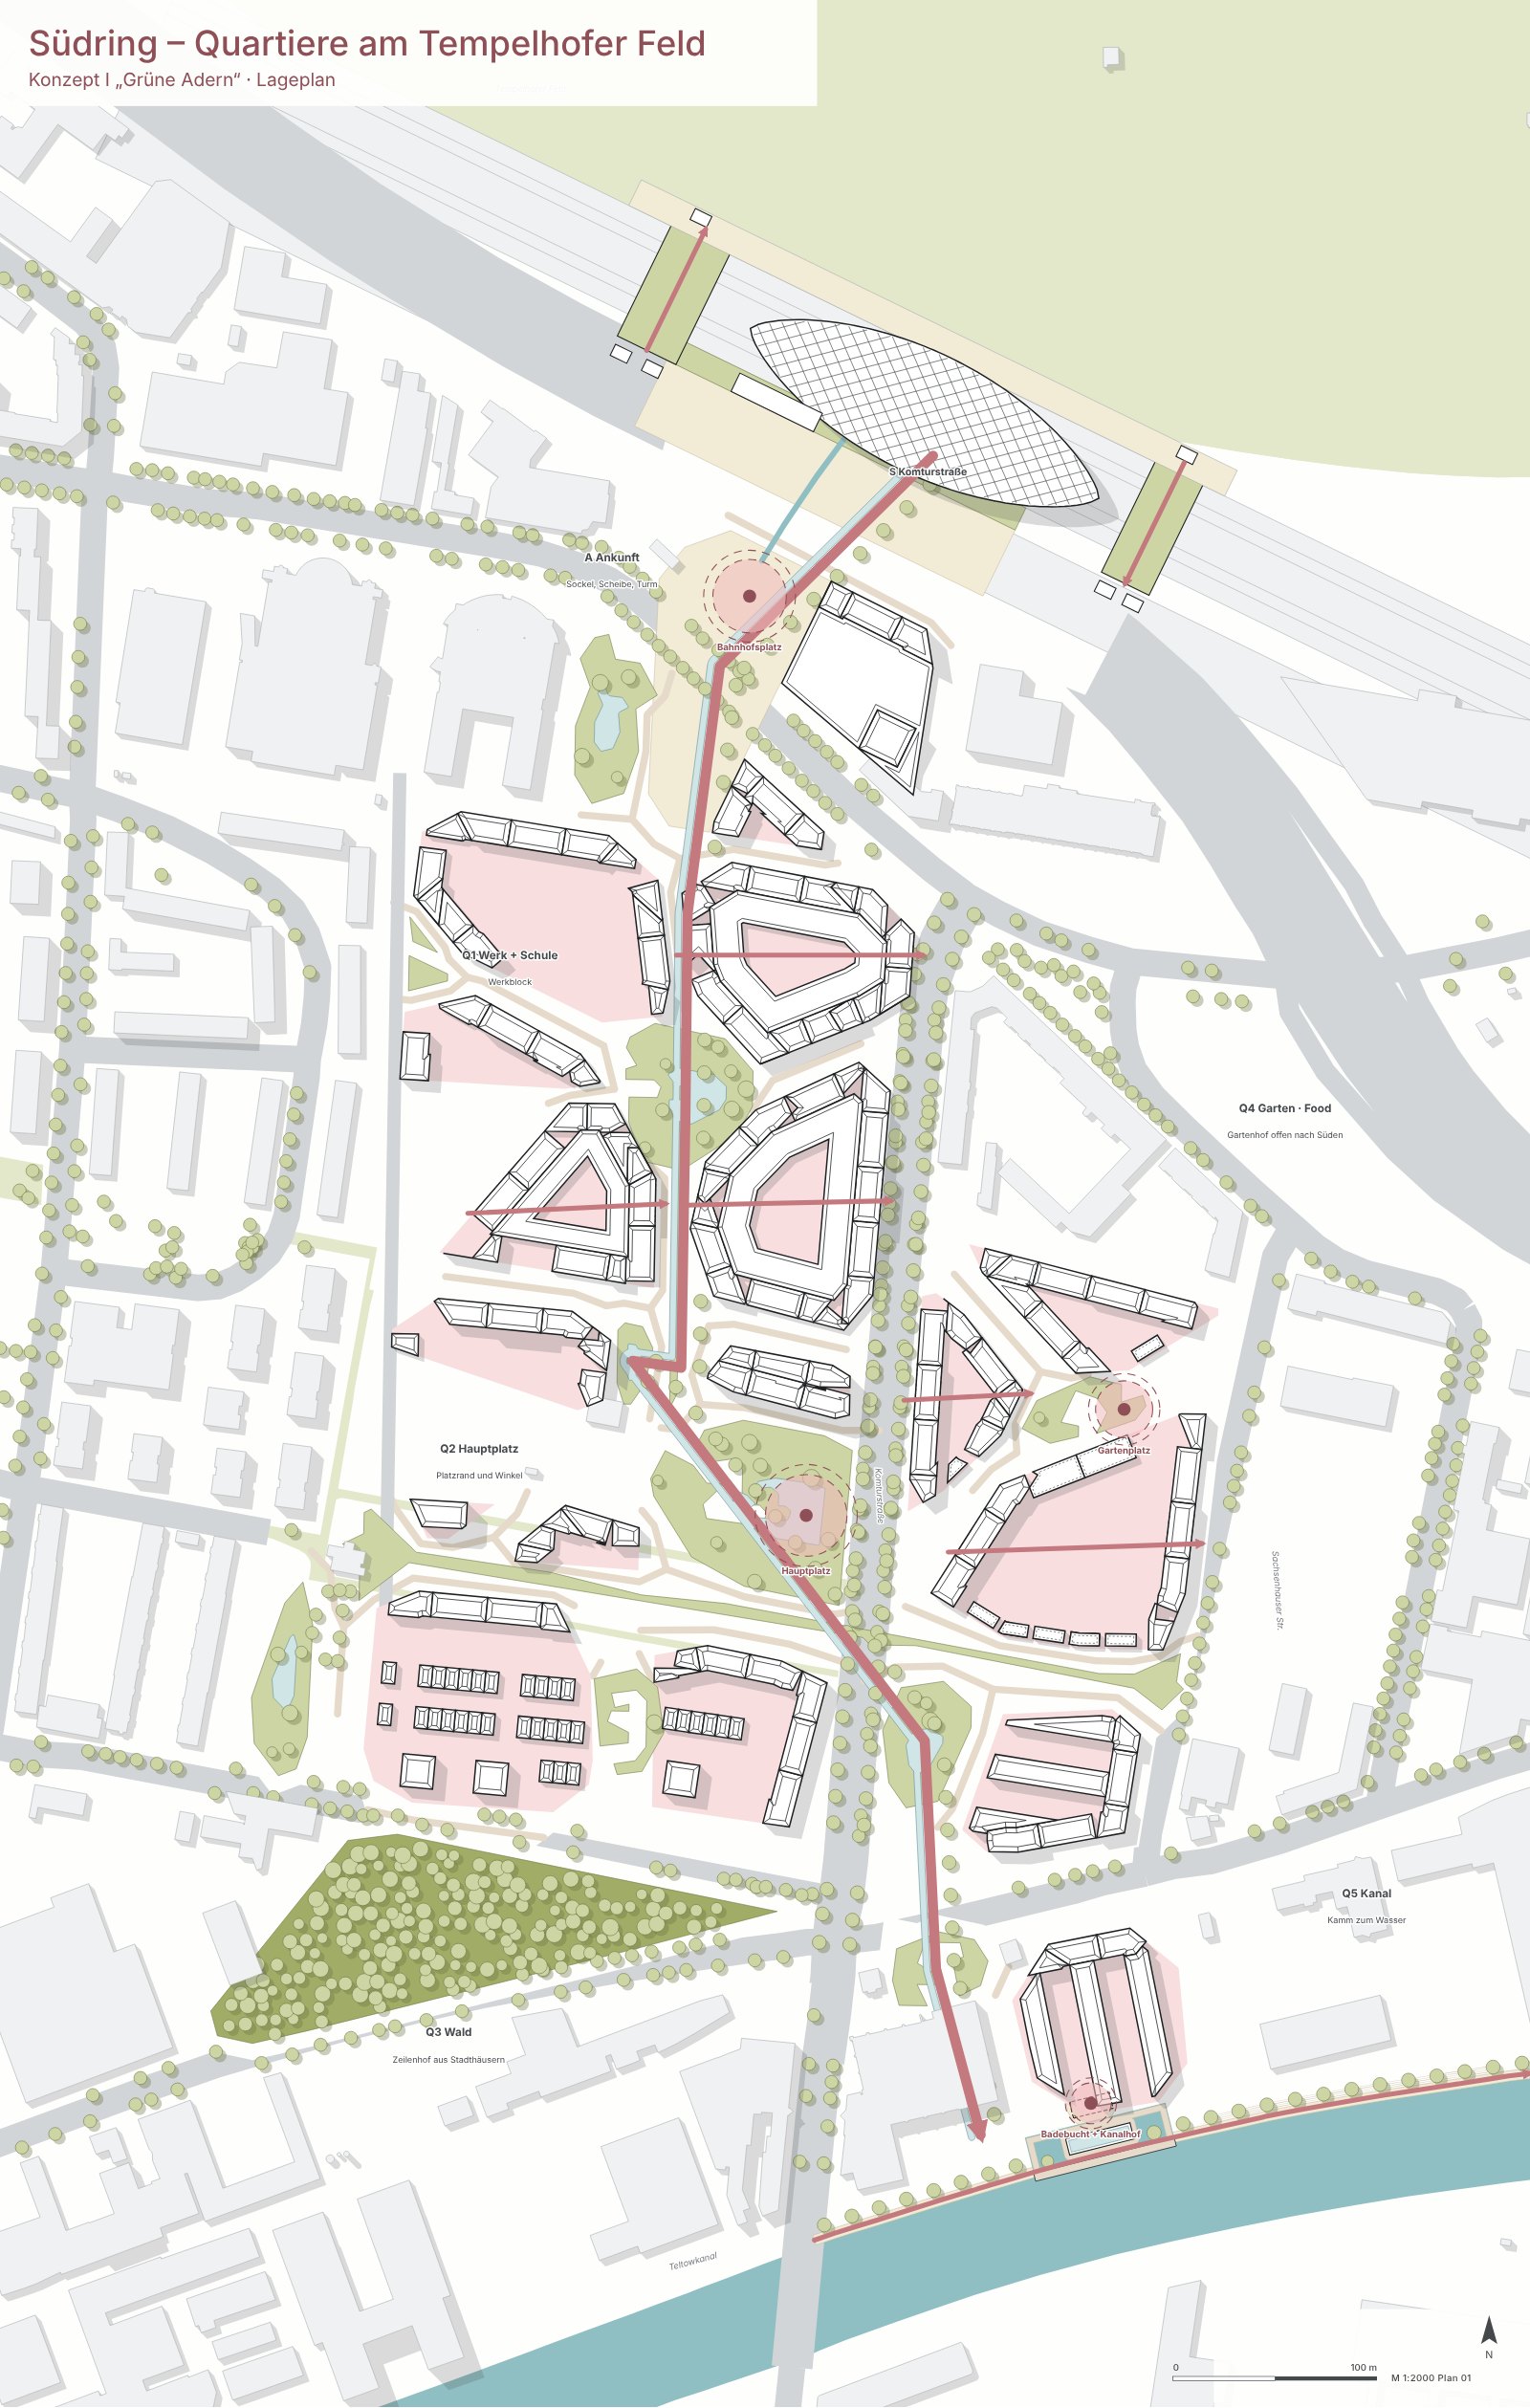 Südring – Quartiere am Tempelhofer Feld
Konzept I „Grüne Adern“ · Lageplan
S Komturstraße
A Ankunft
Sockel, Scheibe, Turm
Bahnhofsplatz
Q1 Werk + Schule
Werkblock
Q4 Garten · Food
Gartenhof offen nach Süden
Q2 Hauptplatz
Platzrand und Winkel
Gartenplatz
Komturstraße
Hauptplatz
Sachsenhauser Str.
Q5 Kanal
Kamm zum Wasser
Q3 Wald
Zeilenhof aus Stadthäusern
Badebucht + Kanalhof
Teltowkanal
N
0 100 m
M 1:2000 Plan 01